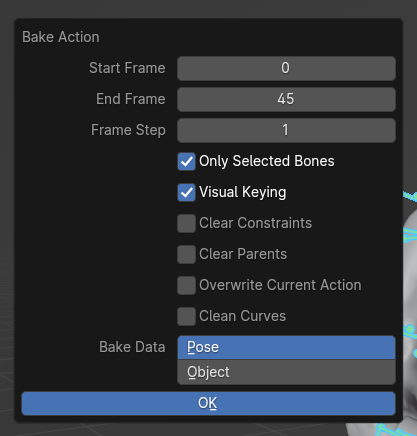 Bake Action
Start Frame 0
End Frame 45
Frame Step 1
Only Selected Bones
Visual Keying
Clear Constraints
Clear Parents
Overwrite Current Action
Clean Curves
Bake Data Pose
Object
OK